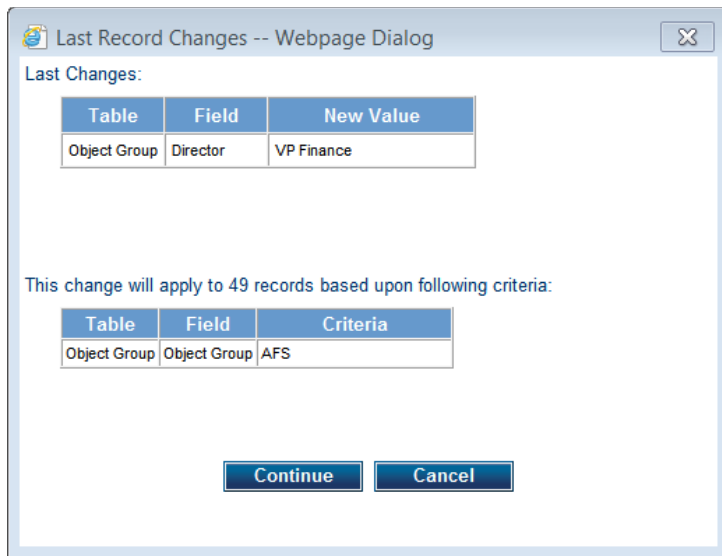 Last Record Changes -- Webpage Dialog
Last Changes:
Table Field New Value
Object Group Director VP Finance
This change will apply to 49 records based upon following criteria:
Table Field Criteria
Object Group Object Group AFS
Continue Cancel